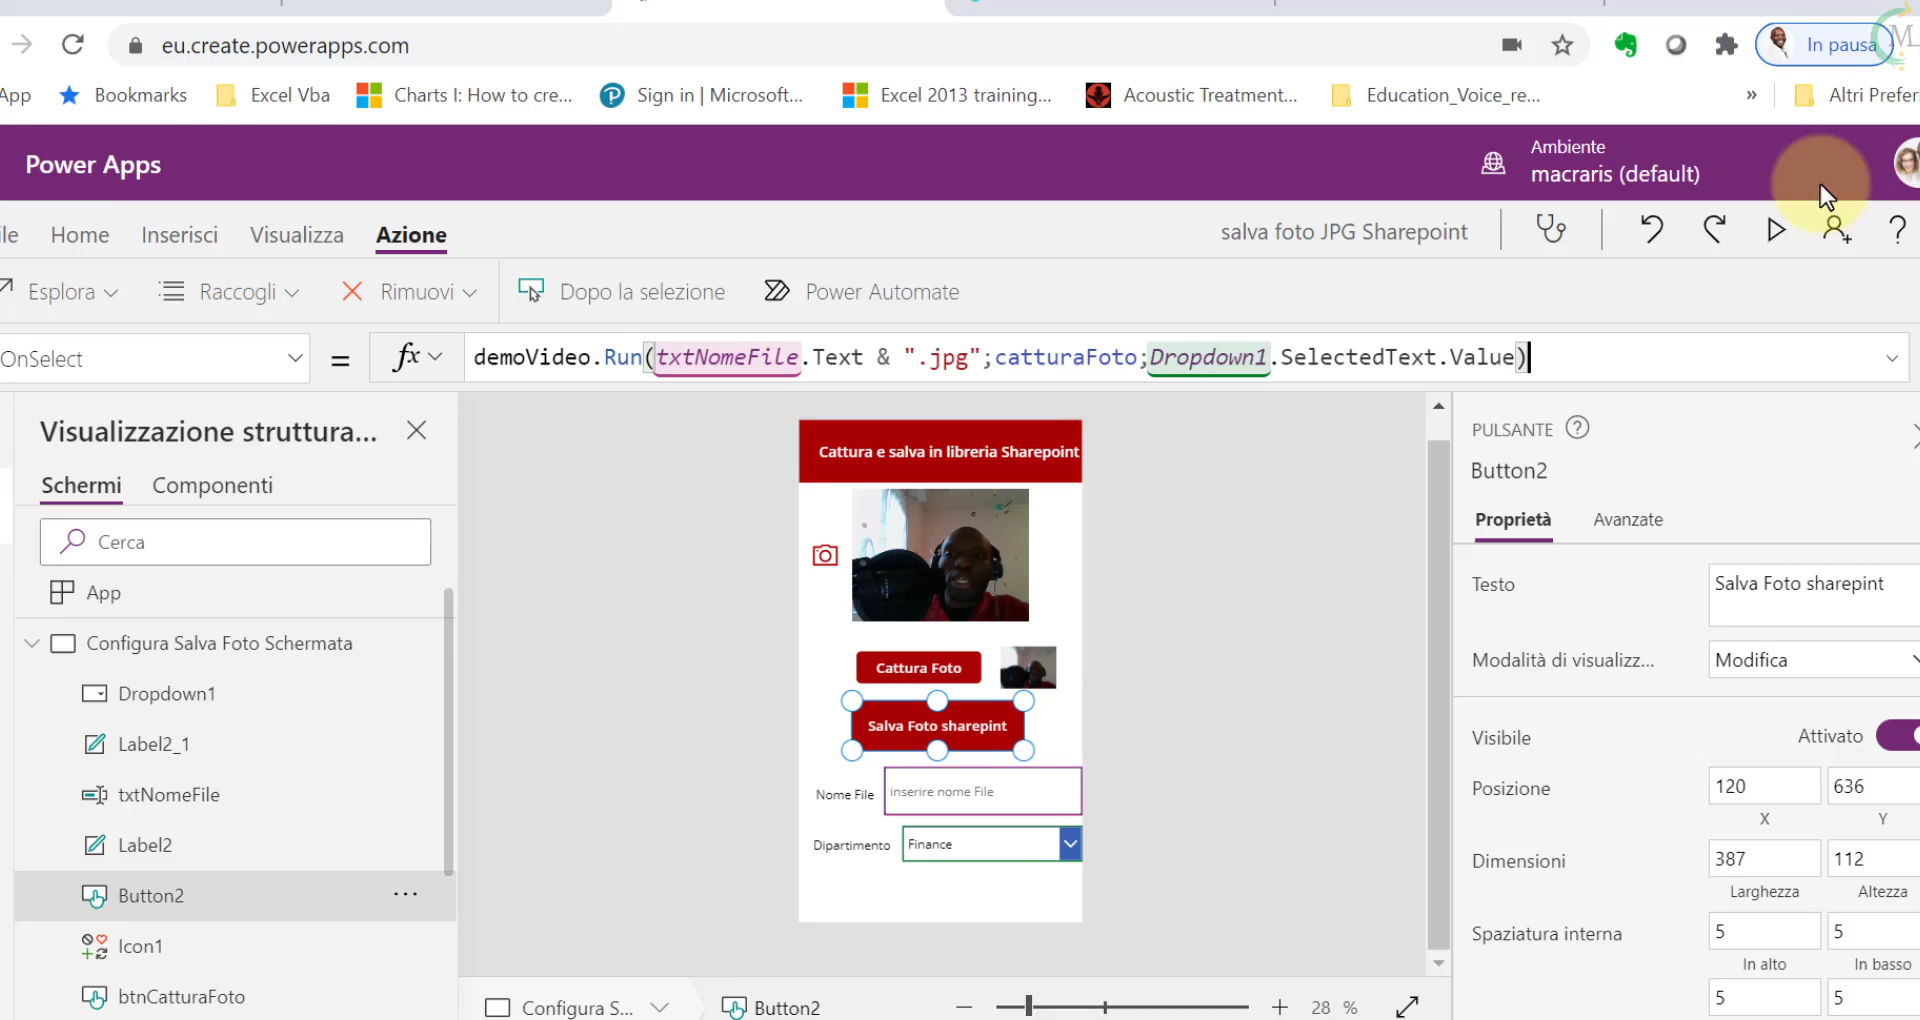 eu.create.powerapps.com
In pausa
App
Bookmarks
Excel Vba
Charts I: How to cre...
Sign in | Microsoft...
Excel 2013 training...
Acoustic Treatment...
Education_Voice_re...
»
Altri Prefer
Power Apps
Ambiente
macraris (default)
ile
Home
Inserisci
Visualizza
Azione
salva foto JPG Sharepoint
?
Esplora
Raccogli
Rimuovi
Dopo la selezione
Power Automate
OnSelect
=
fx
demoVideo.Run(txtNomeFile.Text & ".jpg";catturaFoto;Dropdown1.SelectedText.Value)
Visualizzazione struttura...
Schermi
Componenti
Cerca
App
Configura Salva Foto Schermata
Dropdown1
Label2_1
txtNomeFile
Label2
Button2
...
Icon1
btnCatturaFoto
Cattura e salva in libreria Sharepoint
Cattura Foto
Salva Foto sharepint
Nome File
inserire nome File
Dipartimento
Finance
Configura S...
Button2
28 %
PULSANTE ?
Button2
Proprietà
Avanzate
Testo
Salva Foto sharepint
Modalità di visualizz...
Modifica
Visibile
Attivato
Posizione
120
636
X
Y
Dimensioni
387
112
Larghezza
Altezza
Spaziatura interna
5
5
In alto
In basso
5
5